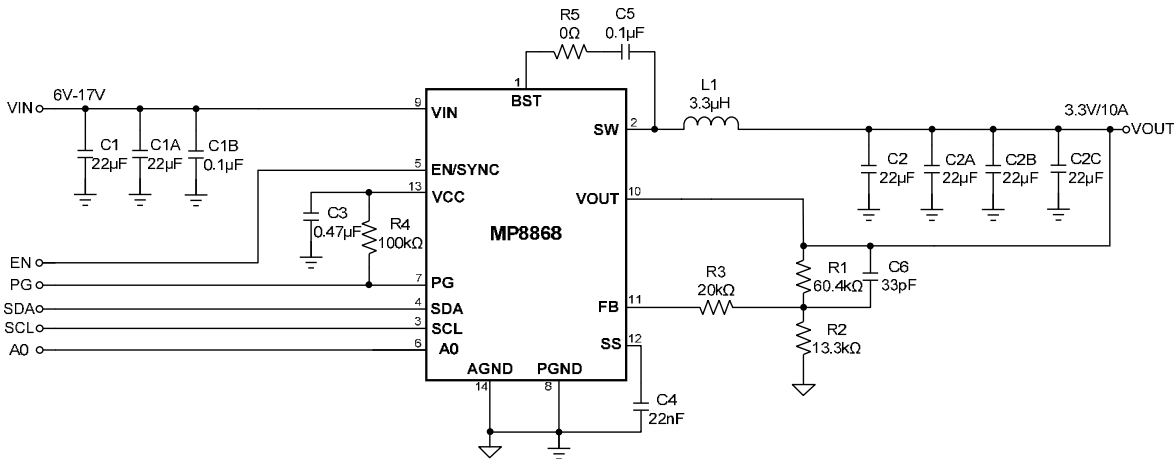 R5
0Ω
C5
0.1µF
1
BST
VIN
6V-17V
9
VIN
SW
2
L1
3.3µH
3.3V/10A
VOUT
C1
22µF
C1A
22µF
C1B
0.1µF
C2
22µF
C2A
22µF
C2B
22µF
C2C
22µF
5
EN/SYNC
13
VCC
VOUT
10
C3
0.47µF
R4
100kΩ
MP8868
EN
PG
7
PG
R3
20kΩ
R1
60.4kΩ
C6
33pF
SDA
4
SDA
FB
11
SCL
3
SCL
R2
13.3kΩ
A0
6
A0
SS
12
AGND
PGND
14
8
C4
22nF